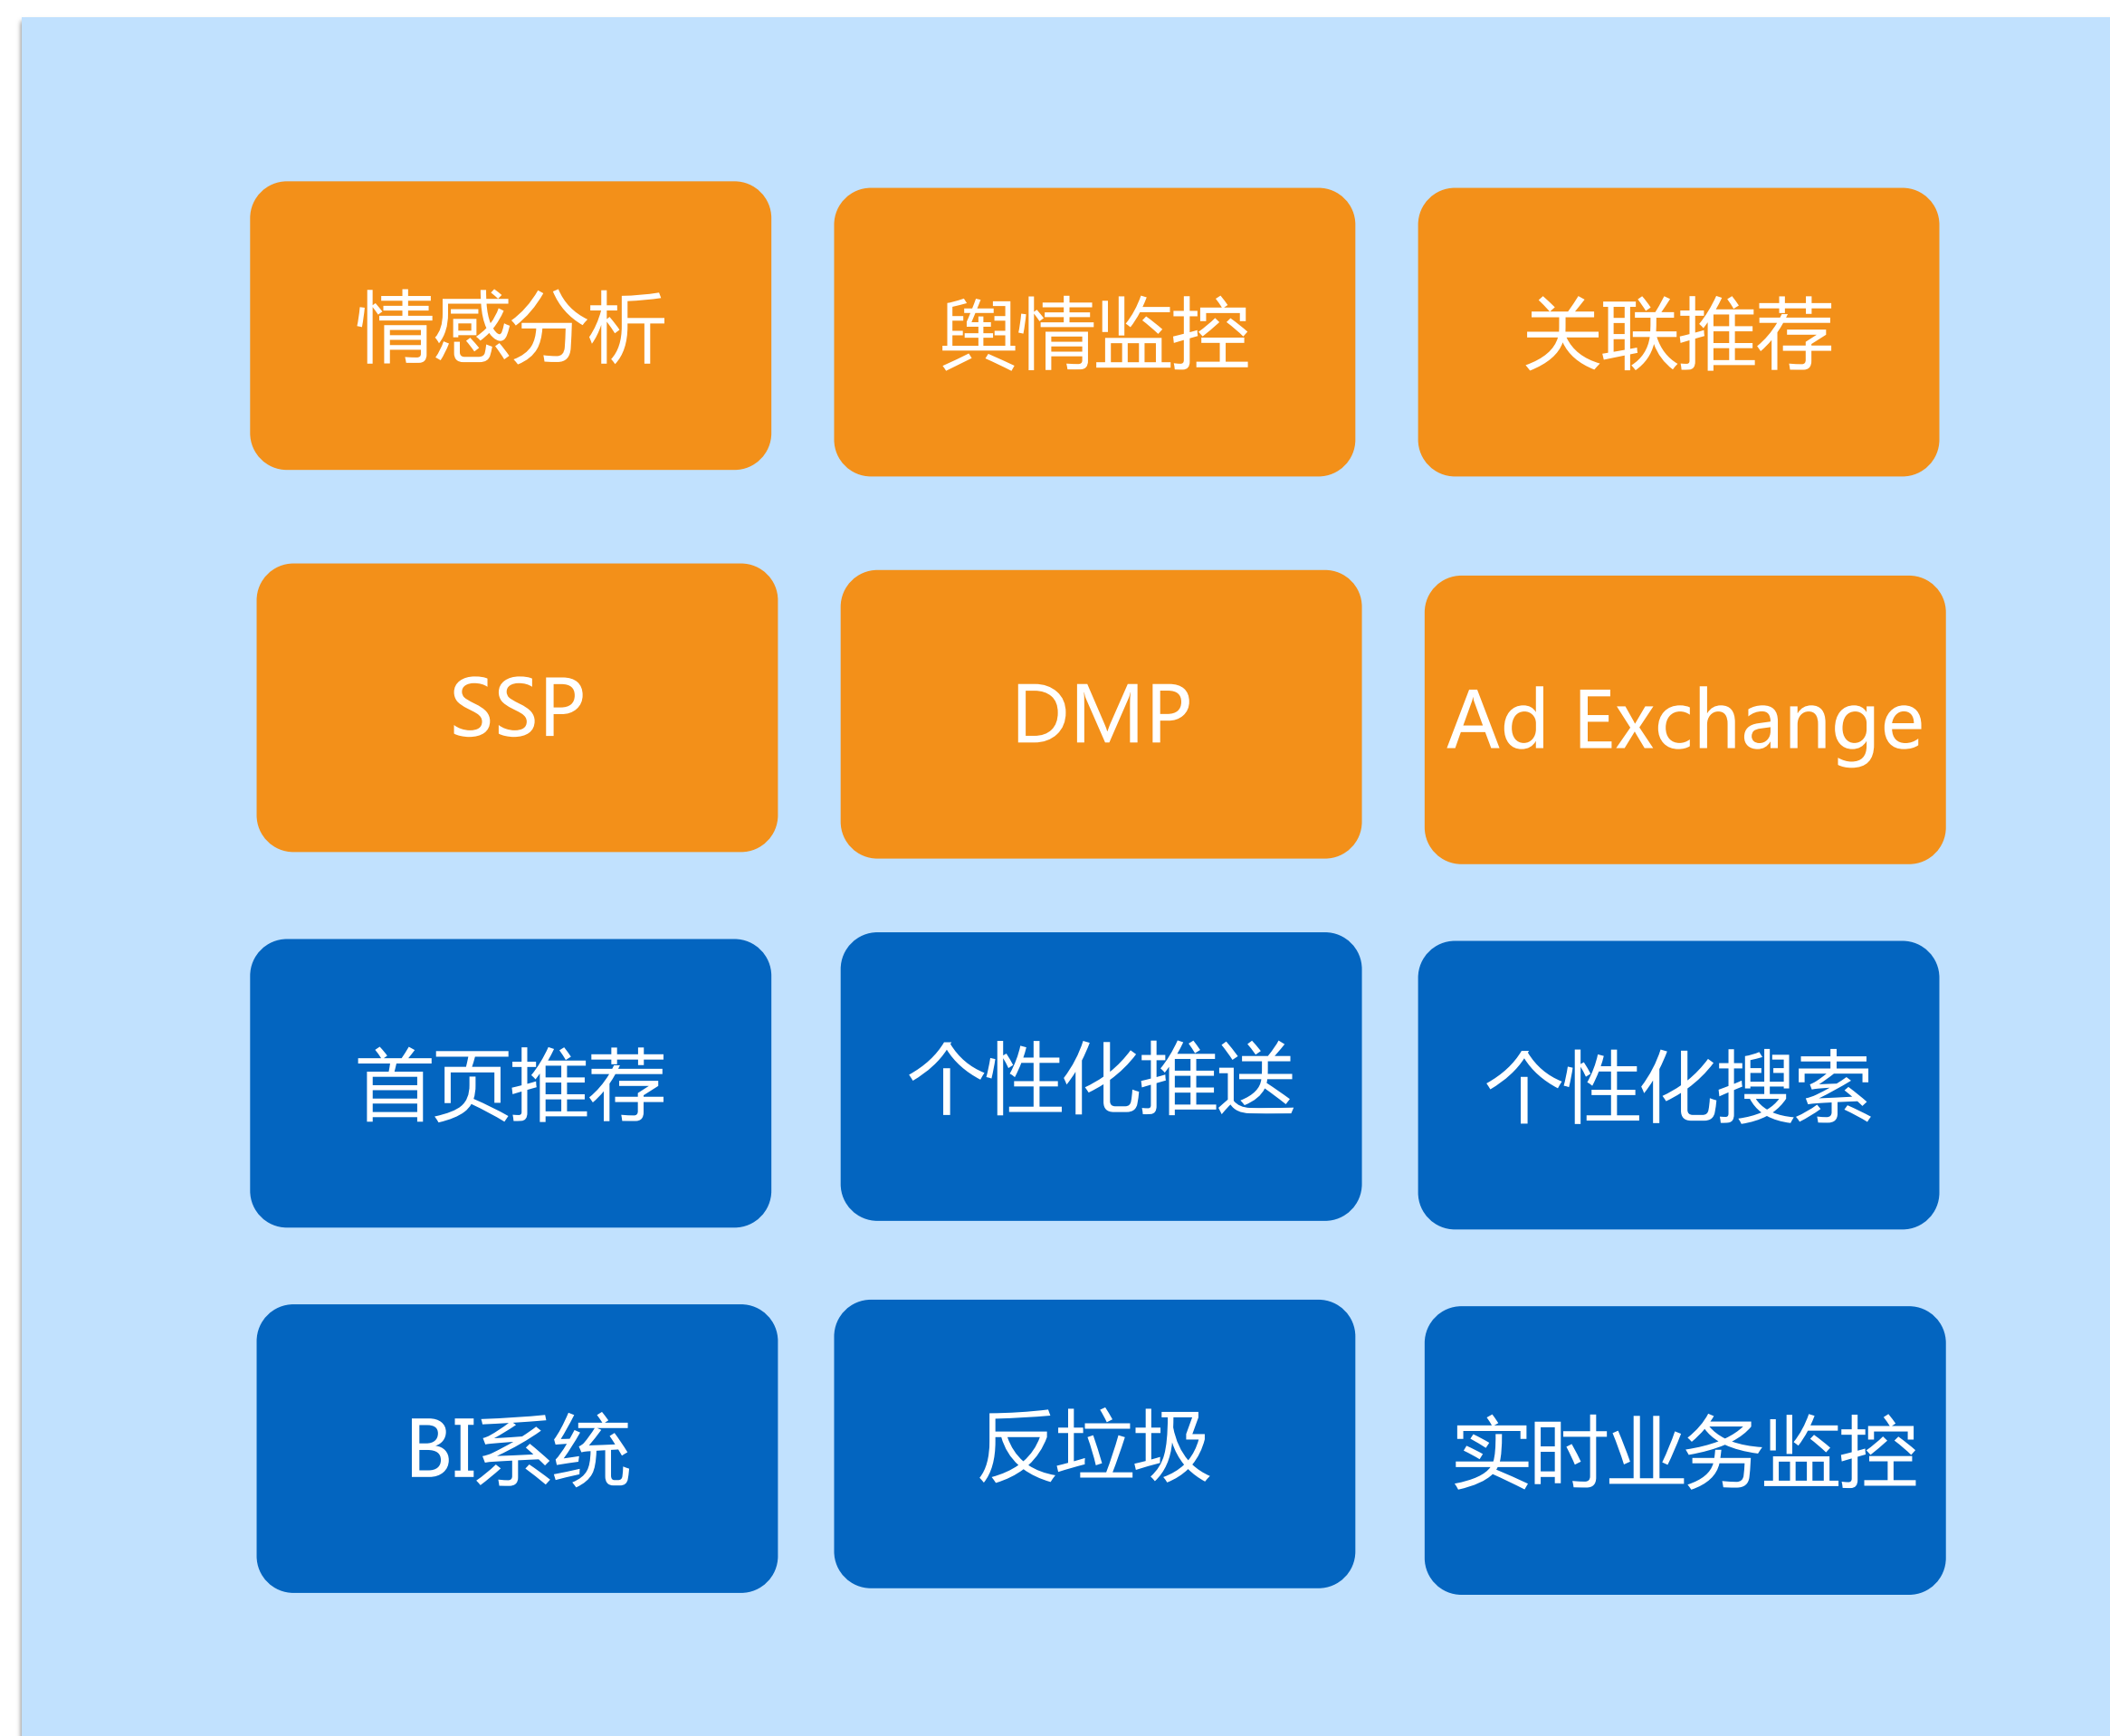 情感分析
舆情监控
关联推荐
SSP
DMP
Ad Exchange
首页推荐
个性化推送
个性化搜索
BI系统
反垃圾
实时业务监控